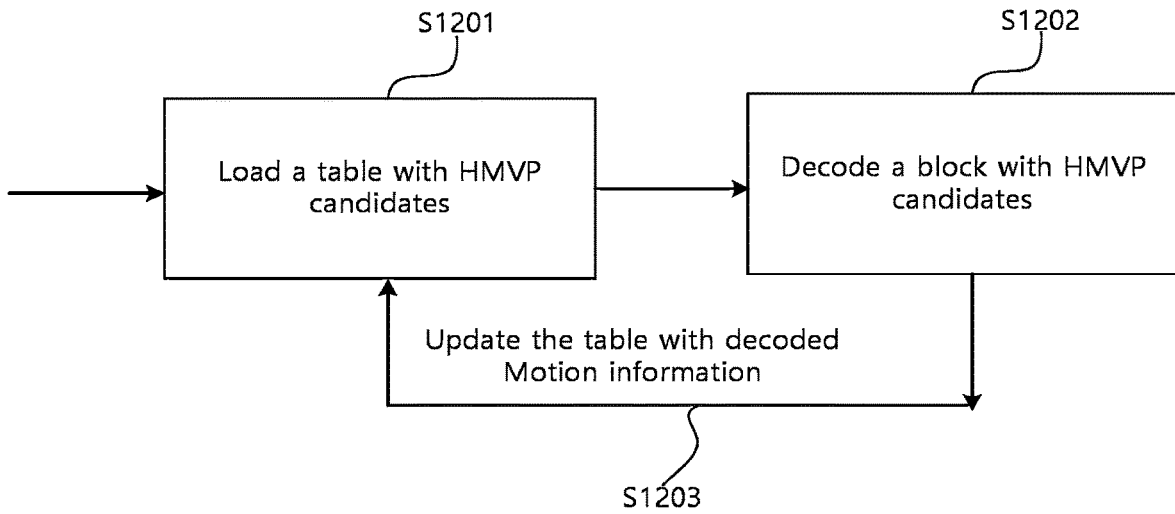 S1201
S1202
Load a table with HMVP
candidates
Decode a block with HMVP
candidates
Update the table with decoded
Motion information
S1203